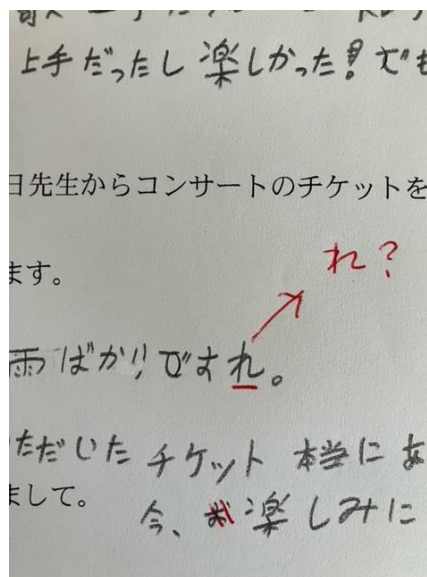 上手だったし楽しかった！でも
日先生からコンサートのチケットを
れ？
ます。
雨ばかりですれ。
ただいた チケット 本当にあ
まして。
今、楽しみに